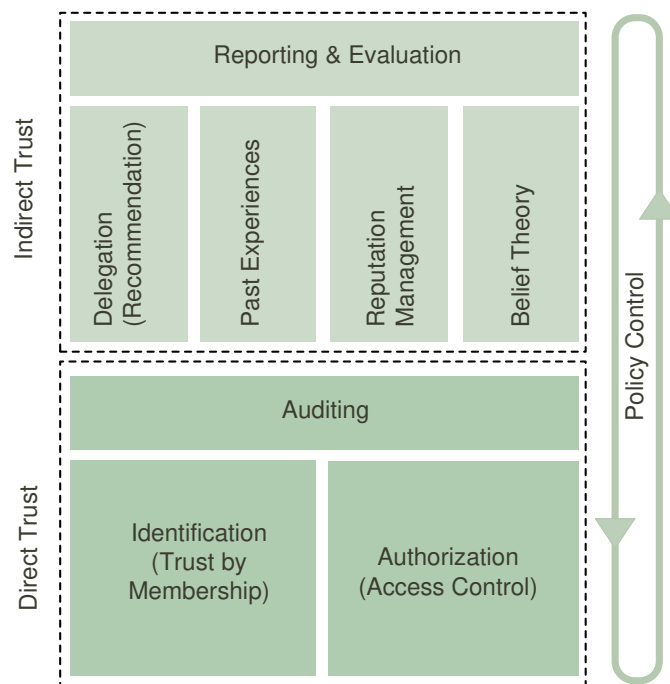 Indirect Trust
Reporting & Evaluation
Delegation
(Recommendation)
Past Experiences
Reputation
Management
Belief Theory
Direct Trust
Auditing
Identification
(Trust by
Membership)
Authorization
(Access Control)
Policy Control